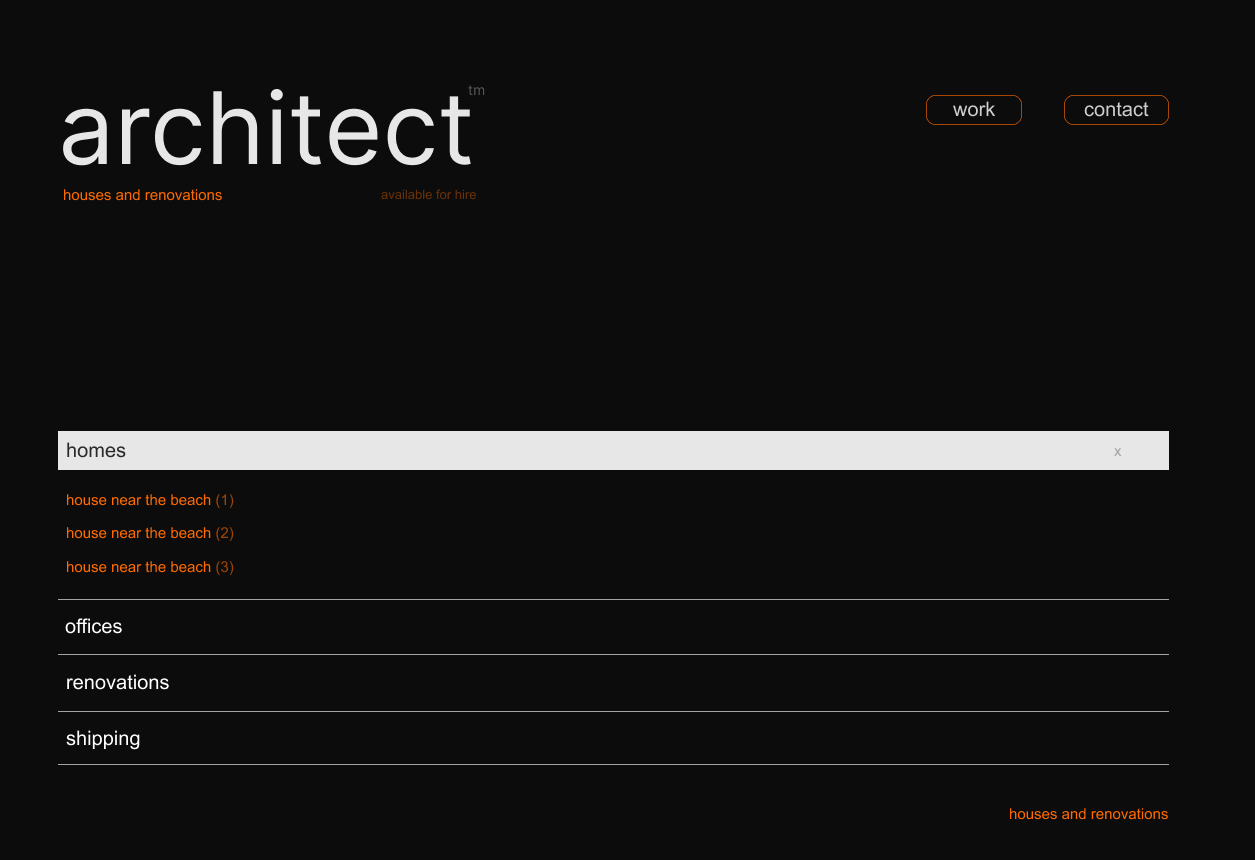 architect tm
work
contact
houses and renovations
available for hire
homes
x
house near the beach (1)
house near the beach (2)
house near the beach (3)
offices
renovations
shipping
houses and renovations